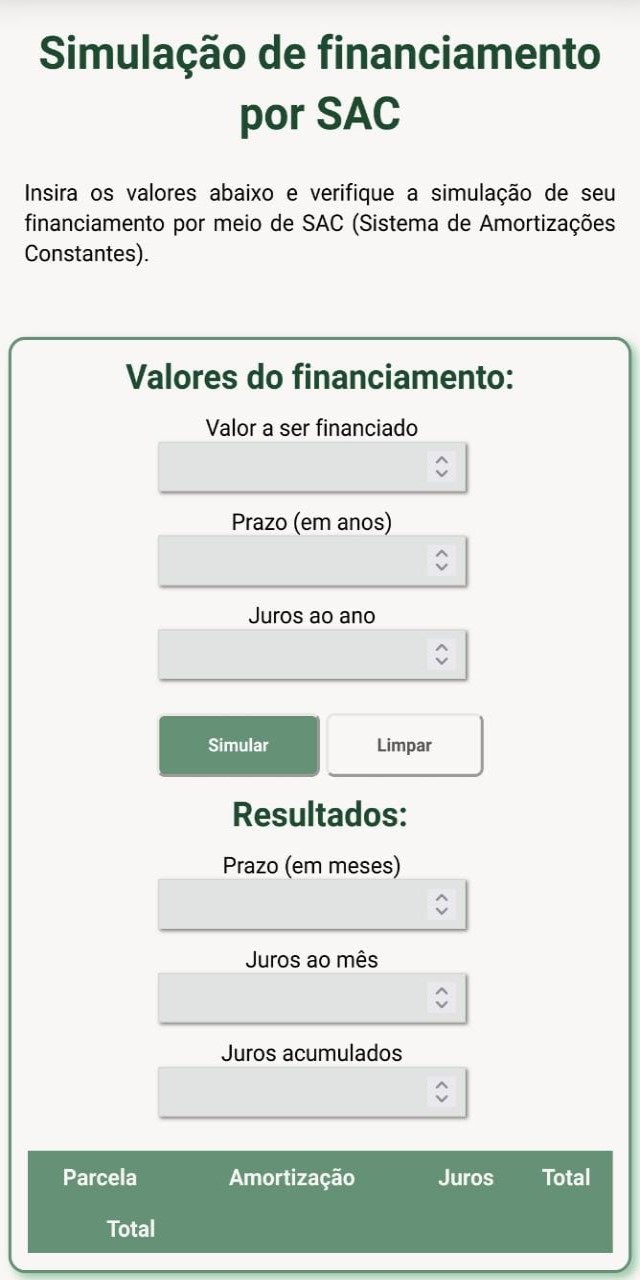 Simulação de financiamento
por SAC
Insira os valores abaixo e verifique a simulação de seu
financiamento por meio de SAC (Sistema de Amortizações
Constantes).
Valores do financiamento:
Valor a ser financiado
Prazo (em anos)
Juros ao ano
Simular Limpar
Resultados:
Prazo (em meses)
Juros ao mês
Juros acumulados
Parcela Amortização Juros Total
Total